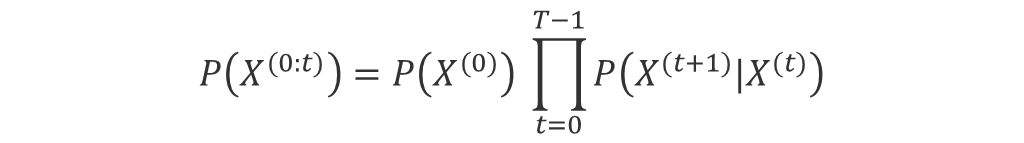 P(X^(0:t)) = P(X^(0)) ∏_{t=0}^{T−1} P(X^(t+1)|X^(t))